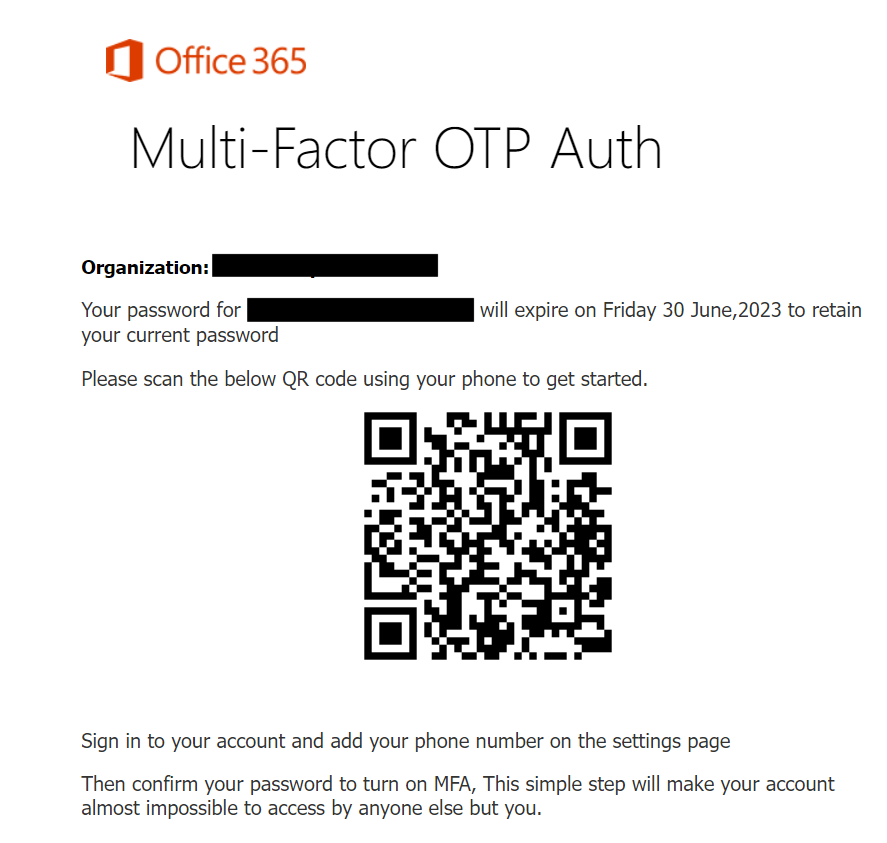 Office 365
Multi-Factor OTP Auth
Organization:
Your password for will expire on Friday 30 June,2023 to retain
your current password
Please scan the below QR code using your phone to get started.
Sign in to your account and add your phone number on the settings page
Then confirm your password to turn on MFA, This simple step will make your account
almost impossible to access by anyone else but you.